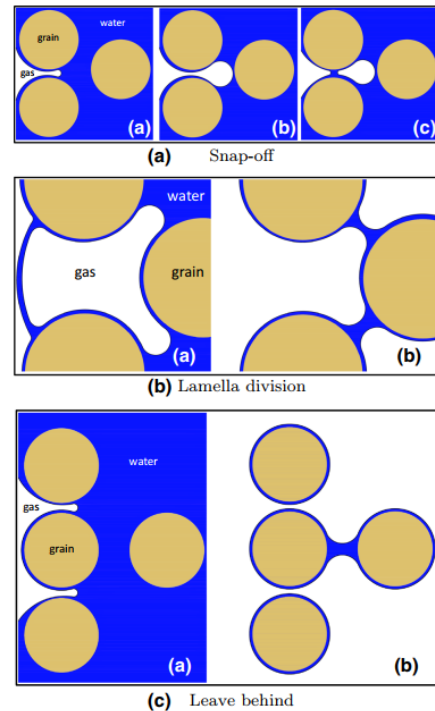 grain
water
gas
(a)
(b)
(c)
(a) Snap-off
water
gas
grain
(a)
(b)
(b) Lamella division
water
gas
grain
(a)
(b)
(c) Leave behind